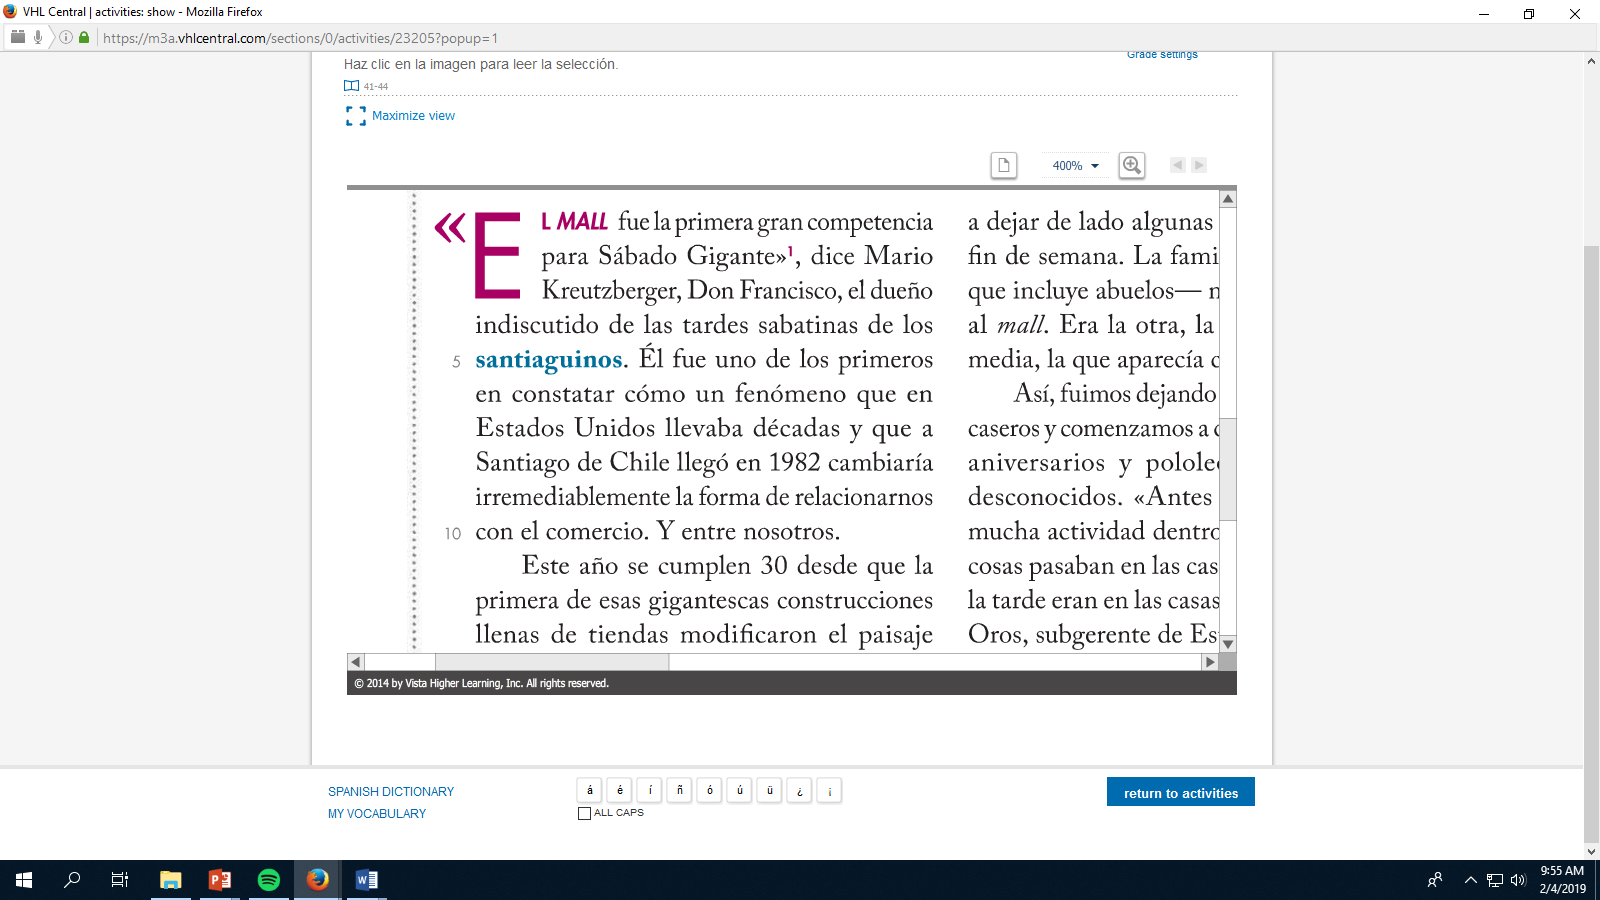 VHL Central | activities: show - Mozilla Firefox
https://m3a.vhlcentral.com/sections/0/activities/23205?popup=1
Haz clic en la imagen para leer la selección.
Grade settings
41-44
Maximize view
400%
«EL MALL fue la primera gran competencia
para Sábado Gigante»1, dice Mario
Kreutzberger, Don Francisco, el dueño
indiscutido de las tardes sabatinas de los
5 santiaguinos. Él fue uno de los primeros
en constatar cómo un fenómeno que en
Estados Unidos llevaba décadas y que a
Santiago de Chile llegó en 1982 cambiaría
irremediablemente la forma de relacionarnos
10 con el comercio. Y entre nosotros.
Este año se cumplen 30 desde que la
primera de esas gigantescas construcciones
llenas de tiendas modificaron el paisaje
a dejar de lado algunas
fin de semana. La fami
que incluye abuelos—
al mall. Era la otra, la
media, la que aparecía
Así, fuimos dejando
caseros y comenzamos a
aniversarios y polole
desconocidos. «Antes
mucha actividad dentro
cosas pasaban en las cas
la tarde eran en las casas
Oros, subgerente de Es
© 2014 by Vista Higher Learning, Inc. All rights reserved.
SPANISH DICTIONARY
MY VOCABULARY
á é í ñ ó ú ü ¿ ¡
ALL CAPS
return to activities
9:55 AM
2/4/2019